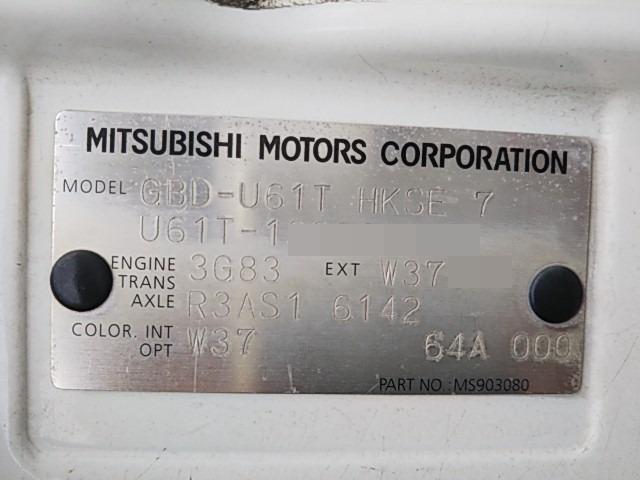 MITSUBISHI MOTORS CORPORATION
MODEL GBD-U61T HKSE 7
U61T-1
ENGINE 3G83 EXT W37
TRANS
AXLE R3AS1 6142
COLOR. INT W37 64A 000
OPT
PART NO.:MS903080